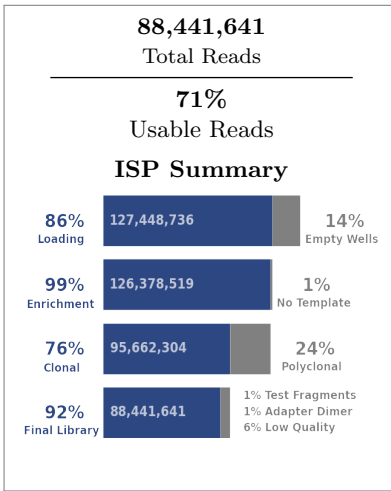 88,441,641
Total Reads
71%
Usable Reads
ISP Summary
86%
Loading
127,448,736
14%
Empty Wells
99%
Enrichment
126,378,519
1%
No Template
76%
Clonal
95,662,304
24%
Polyclonal
92%
Final Library
88,441,641
1% Test Fragments
1% Adapter Dimer
6% Low Quality